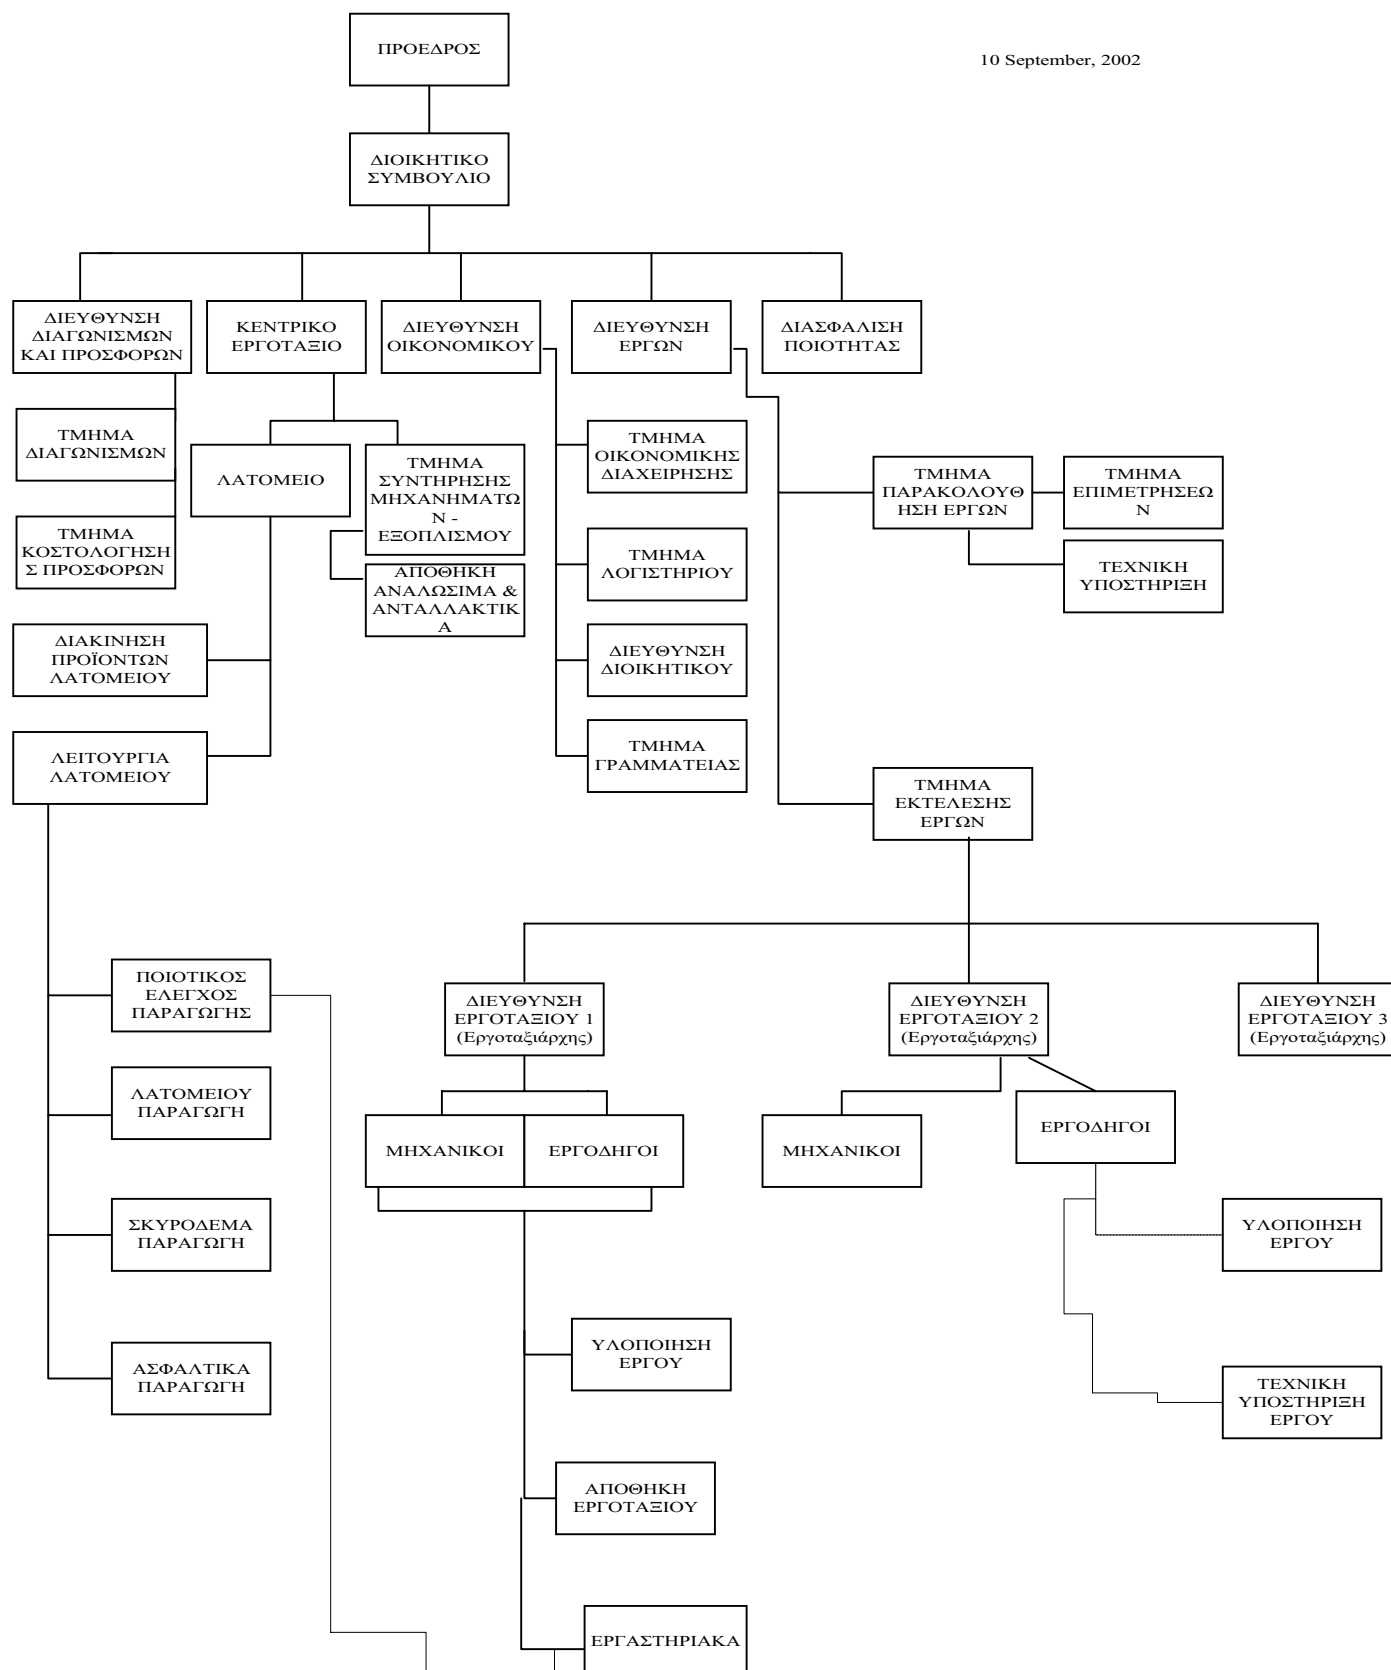 ΠΡΟΕΔΡΟΣ
10 September, 2002
ΔΙΟΙΚΗΤΙΚΟ
ΣΥΜΒΟΥΛΙΟ
ΔΙΕΥΘΥΝΣΗ
ΔΙΑΓΩΝΙΣΜΩΝ
ΚΑΙ ΠΡΟΣΦΟΡΩΝ
ΚΕΝΤΡΙΚΟ
ΕΡΓΟΤΑΞΙΟ
ΔΙΕΥΘΥΝΣΗ
ΟΙΚΟΝΟΜΙΚΟΥ
ΔΙΕΥΘΥΝΣΗ
ΕΡΓΩΝ
ΔΙΑΣΦΑΛΙΣΗ
ΠΟΙΟΤΗΤΑΣ
ΤΜΗΜΑ
ΔΙΑΓΩΝΙΣΜΩΝ
ΛΑΤΟΜΕΙΟ
ΤΜΗΜΑ
ΣΥΝΤΗΡΗΣΗΣ
ΜΗΧΑΝΗΜΑΤΩ
Ν -
ΕΞΟΠΛΙΣΜΟΥ
ΤΜΗΜΑ
ΟΙΚΟΝΟΜΙΚΗΣ
ΔΙΑΧΕΙΡΗΣΗΣ
ΤΜΗΜΑ
ΠΑΡΑΚΟΛΟΥΘ
ΗΣΗ ΕΡΓΩΝ
ΤΜΗΜΑ
ΕΠΙΜΕΤΡΗΣΕΩ
Ν
ΤΜΗΜΑ
ΚΟΣΤΟΛΟΓΗΣΗ
Σ ΠΡΟΣΦΟΡΩΝ
ΑΠΟΘΗΚΗ
ΑΝΑΛΩΣΙΜΑ &
ΑΝΤΑΛΛΑΚΤΙΚ
Α
ΤΜΗΜΑ
ΛΟΓΙΣΤΗΡΙΟΥ
ΤΕΧΝΙΚΗ
ΥΠΟΣΤΗΡΙΞΗ
ΔΙΑΚΙΝΗΣΗ
ΠΡΟΪΟΝΤΩΝ
ΛΑΤΟΜΕΙΟΥ
ΔΙΕΥΘΥΝΣΗ
ΔΙΟΙΚΗΤΙΚΟΥ
ΛΕΙΤΟΥΡΓΙΑ
ΛΑΤΟΜΕΙΟΥ
ΤΜΗΜΑ
ΓΡΑΜΜΑΤΕΙΑΣ
ΤΜΗΜΑ
ΕΚΤΕΛΕΣΗΣ
ΕΡΓΩΝ
ΠΟΙΟΤΙΚΟΣ
ΕΛΕΓΧΟΣ
ΠΑΡΑΓΩΓΗΣ
ΔΙΕΥΘΥΝΣΗ
ΕΡΓΟΤΑΞΙΟΥ 1
(Εργοταξιάρχης)
ΔΙΕΥΘΥΝΣΗ
ΕΡΓΟΤΑΞΙΟΥ 2
(Εργοταξιάρχης)
ΔΙΕΥΘΥΝΣΗ
ΕΡΓΟΤΑΞΙΟΥ 3
(Εργοταξιάρχης)
ΛΑΤΟΜΕΙΟΥ
ΠΑΡΑΓΩΓΗ
ΜΗΧΑΝΙΚΟΙ
ΕΡΓΟΔΗΓΟΙ
ΜΗΧΑΝΙΚΟΙ
ΕΡΓΟΔΗΓΟΙ
ΣΚΥΡΟΔΕΜΑ
ΠΑΡΑΓΩΓΗ
ΥΛΟΠΟΙΗΣΗ
ΕΡΓΟΥ
ΥΛΟΠΟΙΗΣΗ
ΕΡΓΟΥ
ΑΣΦΑΛΤΙΚΑ
ΠΑΡΑΓΩΓΗ
ΤΕΧΝΙΚΗ
ΥΠΟΣΤΗΡΙΞΗ
ΕΡΓΟΥ
ΑΠΟΘΗΚΗ
ΕΡΓΟΤΑΞΙΟΥ
ΕΡΓΑΣΤΗΡΙΑΚΑ